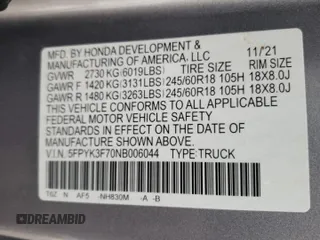 MFD. BY HONDA DEVELOPMENT &
MANUFACTURING OF AMERICA, LLC 11/'21
GVWR 2730 KG(6019LBS) TIRE SIZE RIM SIZE
GAWR F 1420 KG(3131LBS) 245/60R18 105H 18X8.0J
GAWR R 1480 KG(3263LBS) 245/60R18 105H 18X8.0J
THIS VEHICLE CONFORMS TO ALL APPLICABLE
FEDERAL MOTOR VEHICLE SAFETY STANDARDS
IN EFFECT ON THE DATE OF MANUFACTURE SHOWN ABOVE.
V.I.N.: 5FPYK3F70NB006044 TYPE:TRUCK
T6Z N AF5 NH830M -A -B
DREAMBID